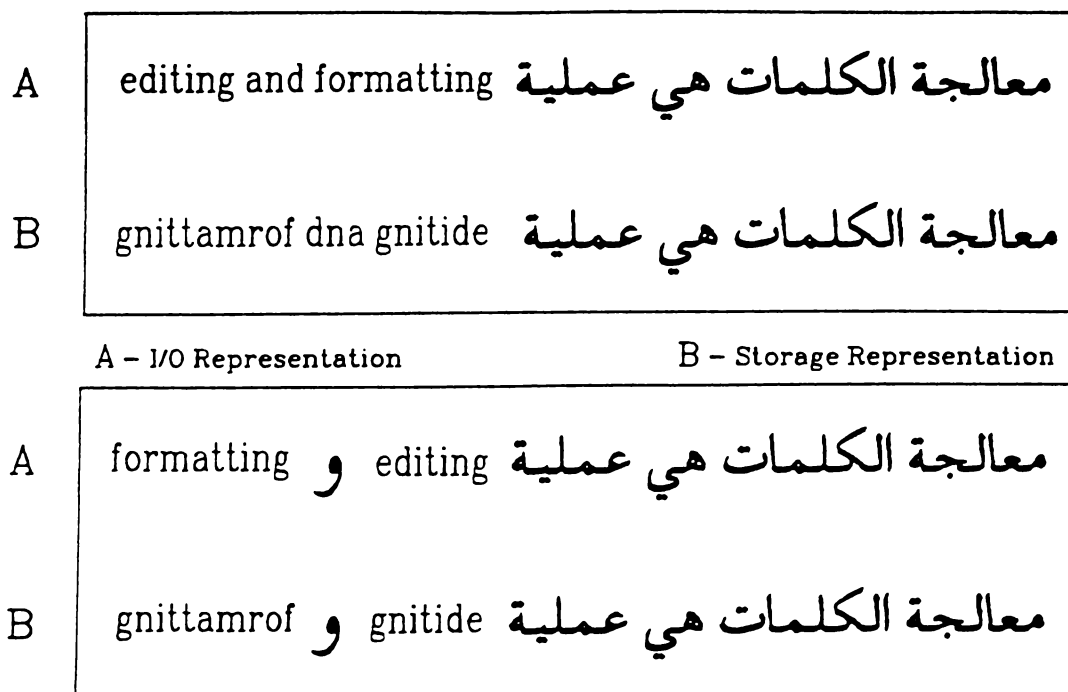 A معالجة الكلمات هي عملية editing and formatting
B معالجة الكلمات هي عملية gnittamrof dna gnitide
A – I/O Representation B – Storage Representation
A معالجة الكلمات هي عملية editing و formatting
B معالجة الكلمات هي عملية gnitide و gnittamrof